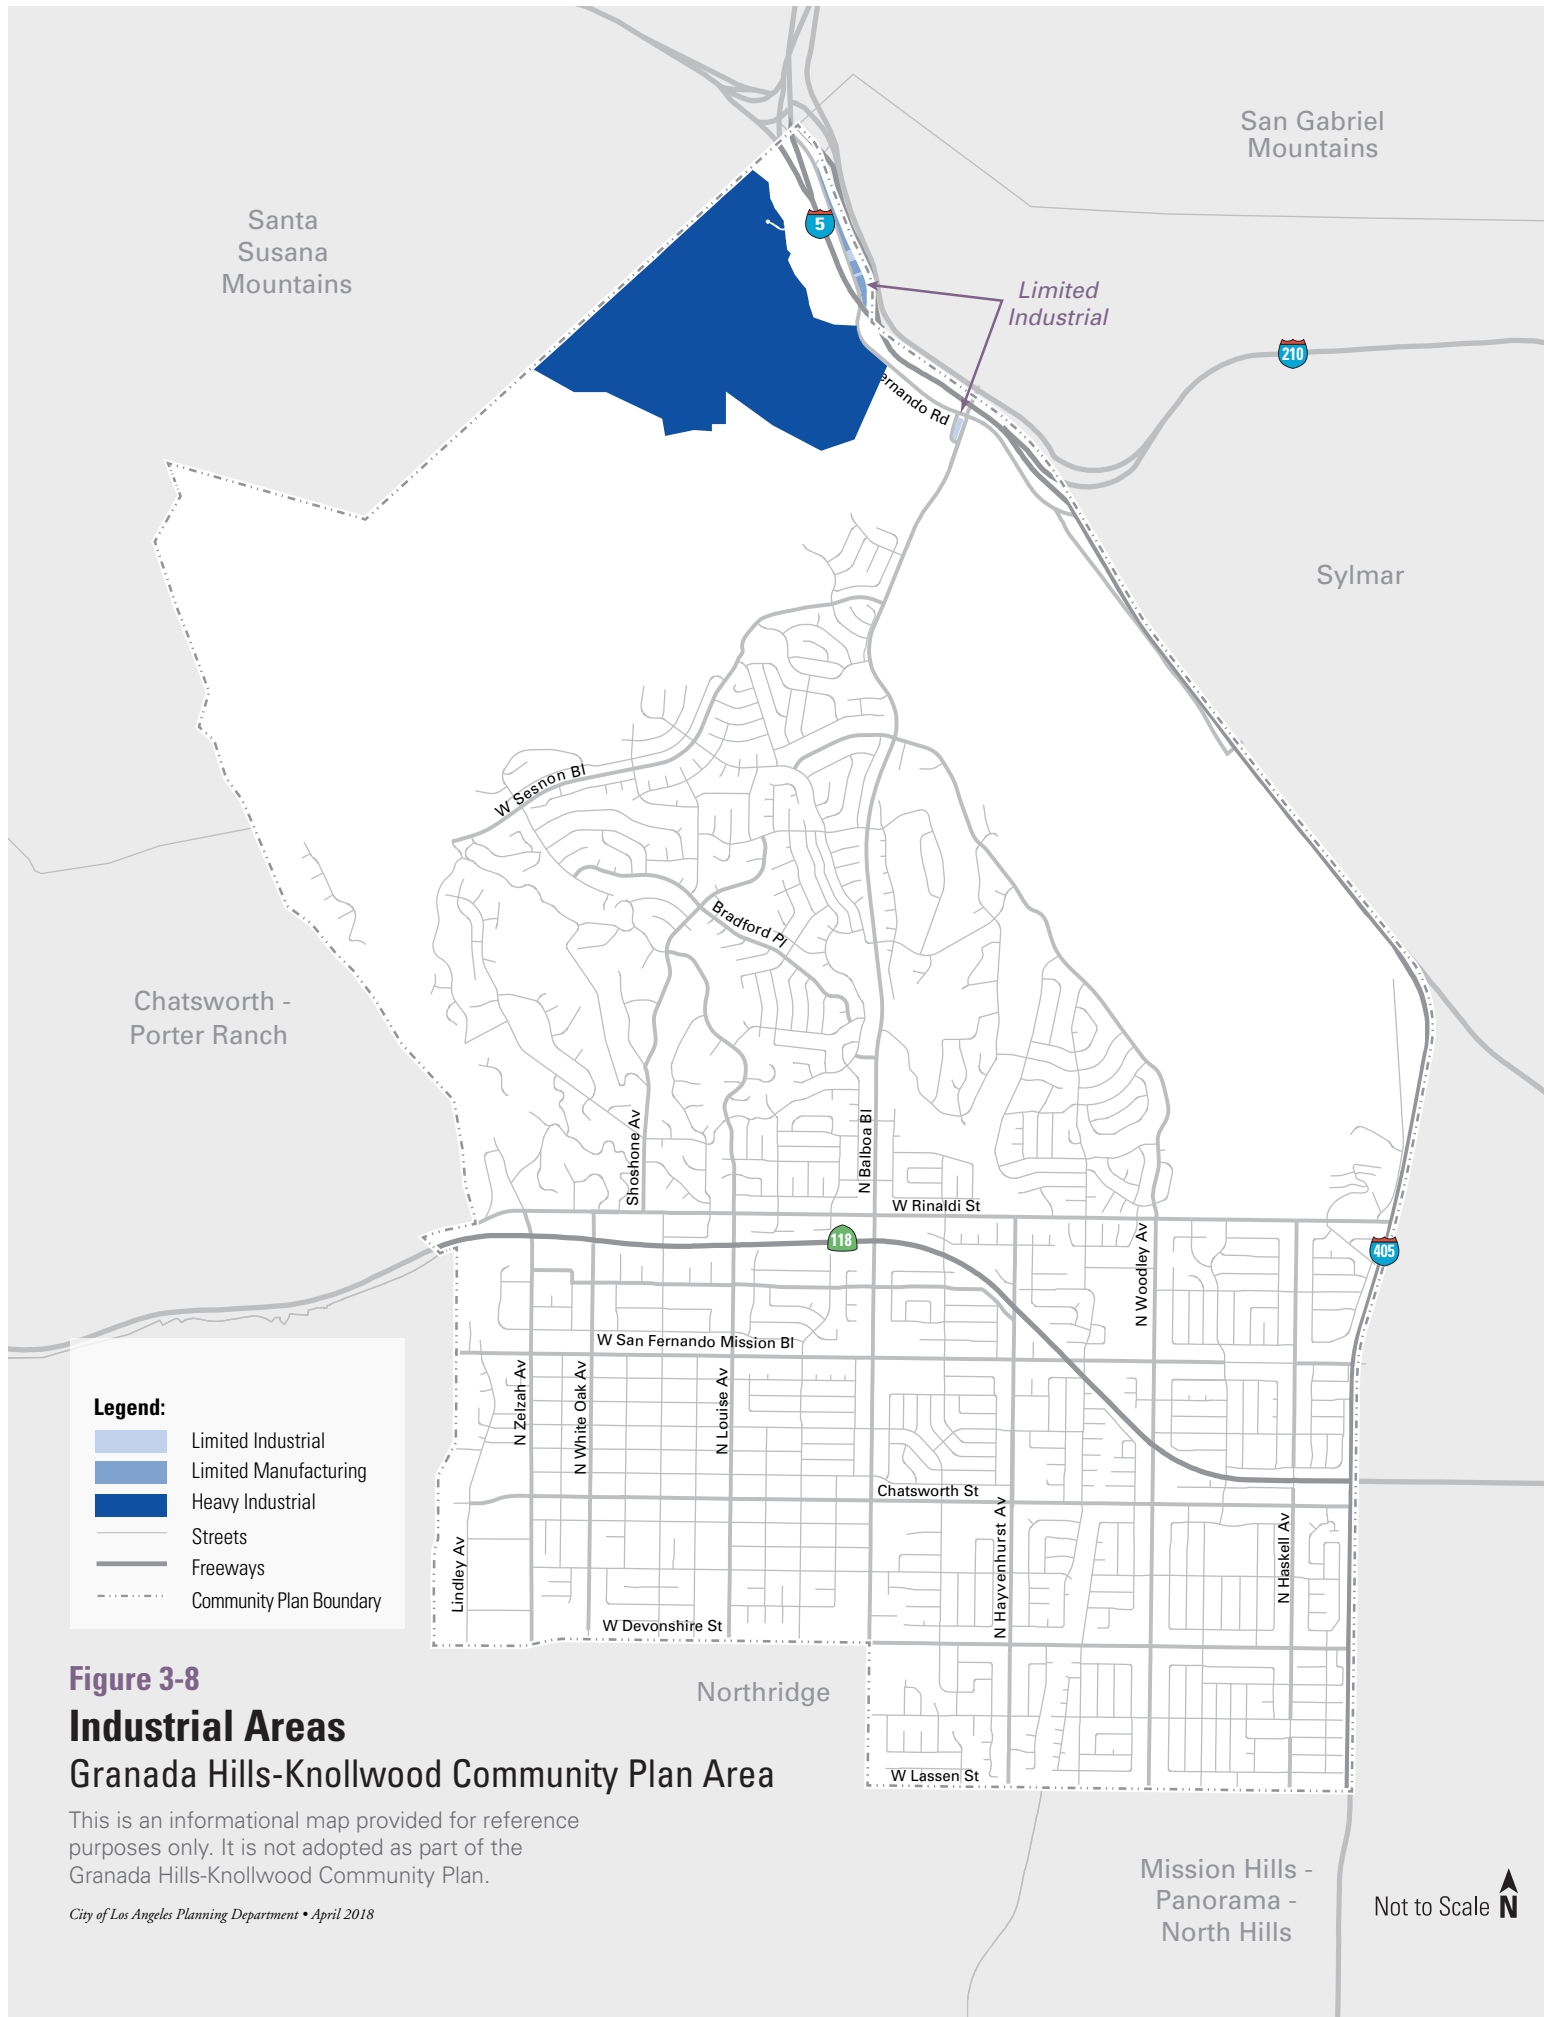 San Gabriel
Mountains
Santa
Susana
Mountains
5
Limited
Industrial
210
ernando Rd
Sylmar
W Sesnon Bl
Bradford Pl
Chatsworth -
Porter Ranch
Shoshone Av
N Balboa Bl
W Rinaldi St
118
N Woodley Av
405
W San Fernando Mission Bl
N Zelzah Av
N White Oak Av
N Louise Av
Chatsworth St
N Hayvenhurst Av
N Haskell Av
Lindley Av
W Devonshire St
Legend:
Limited Industrial
Limited Manufacturing
Heavy Industrial
Streets
Freeways
Community Plan Boundary
Northridge
W Lassen St
Figure 3-8
Industrial Areas
Granada Hills-Knollwood Community Plan Area
This is an informational map provided for reference
purposes only. It is not adopted as part of the
Granada Hills-Knollwood Community Plan.
City of Los Angeles Planning Department • April 2018
Mission Hills -
Panorama -
North Hills
Not to Scale N